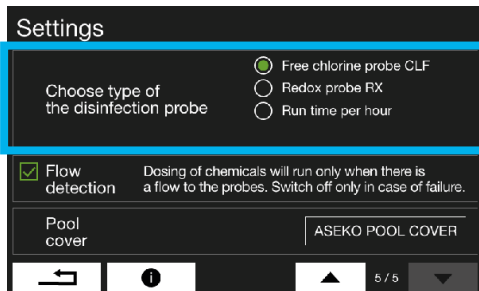 Settings
Choose type of
the disinfection probe
Free chlorine probe CLF
Redox probe RX
Run time per hour
Flow
detection
Dosing of chemicals will run only when there is
a flow to the probes. Switch off only in case of failure.
Pool
cover
ASEKO POOL COVER
5/5